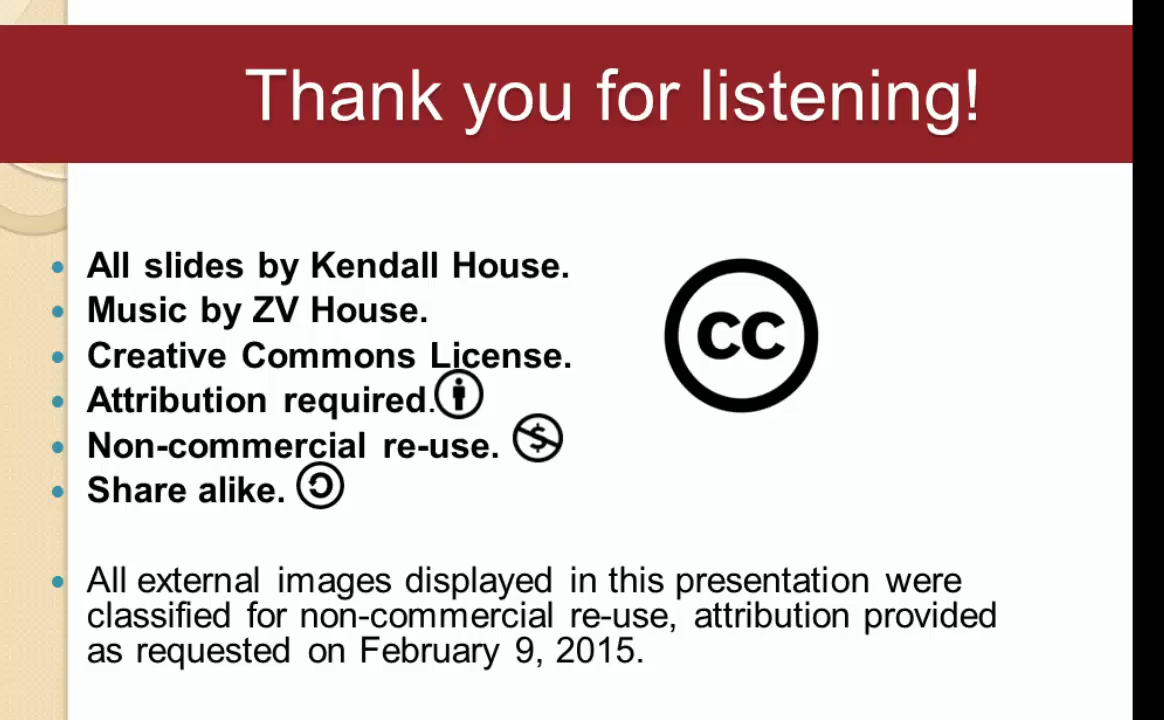 Thank you for listening!
All slides by Kendall House.
Music by ZV House.
Creative Commons License.
Attribution required.
Non-commercial re-use.
Share alike.
cc
All external images displayed in this presentation were
classified for non-commercial re-use, attribution provided
as requested on February 9, 2015.